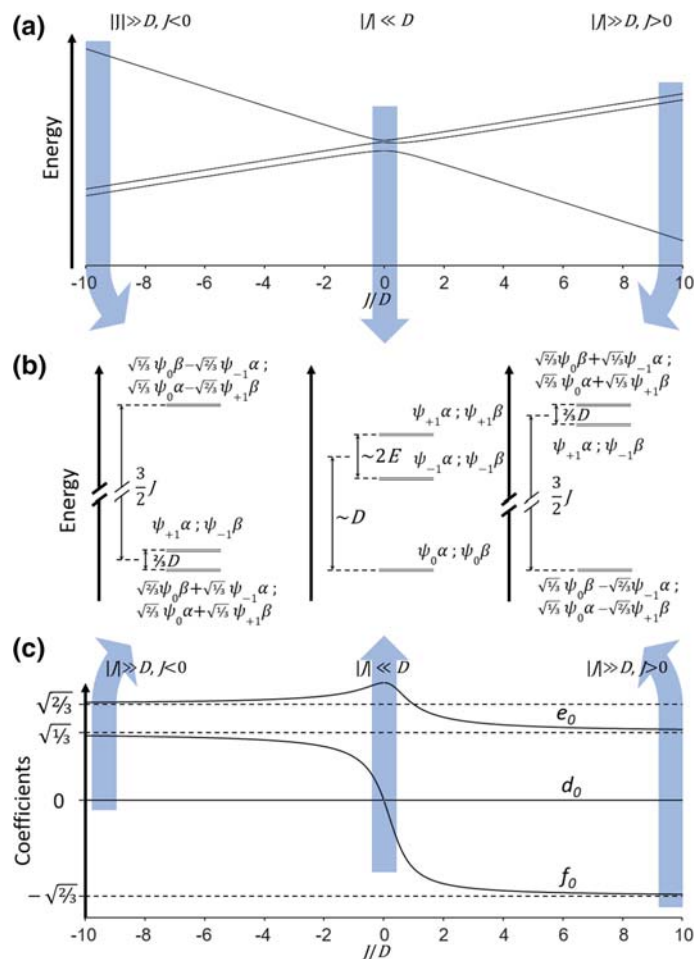 (a)
|J|≫D, J<0
|J| ≪ D
|J| ≫ D, J>0
Energy
-10 -8 -6 -4 -2 0 2 4 6 8 10
J/D
(b)
√⅓ ψ₀β−√⅔ ψ₋₁α ;
√⅓ ψ₀α−√⅔ ψ₊₁β
3/2 J
ψ₊₁α ; ψ₋₁β
⅔D
√⅔ψ₀β+√⅓ ψ₋₁α ;
√⅔ ψ₀α+√⅓ ψ₊₁β
Energy
ψ₊₁α ; ψ₊₁β
~2E
ψ₋₁α ; ψ₋₁β
~D
ψ₀α ; ψ₀β
√⅔ψ₀β+√⅓ψ₋₁α ;
√⅔ ψ₀α+√⅓ ψ₊₁β
⅔D
ψ₊₁α ; ψ₋₁β
3/2 J
√⅓ ψ₀β−√⅔ψ₋₁α ;
√⅓ ψ₀α−√⅔ψ₊₁β
(c)
|J|≫ D, J<0
|J| ≪ D
|J|≫ D, J>0
√⅔
√⅓
0
−√⅔
Coefficients
e₀
d₀
f₀
-10 -8 -6 -4 -2 0 2 4 6 8 10
J/D